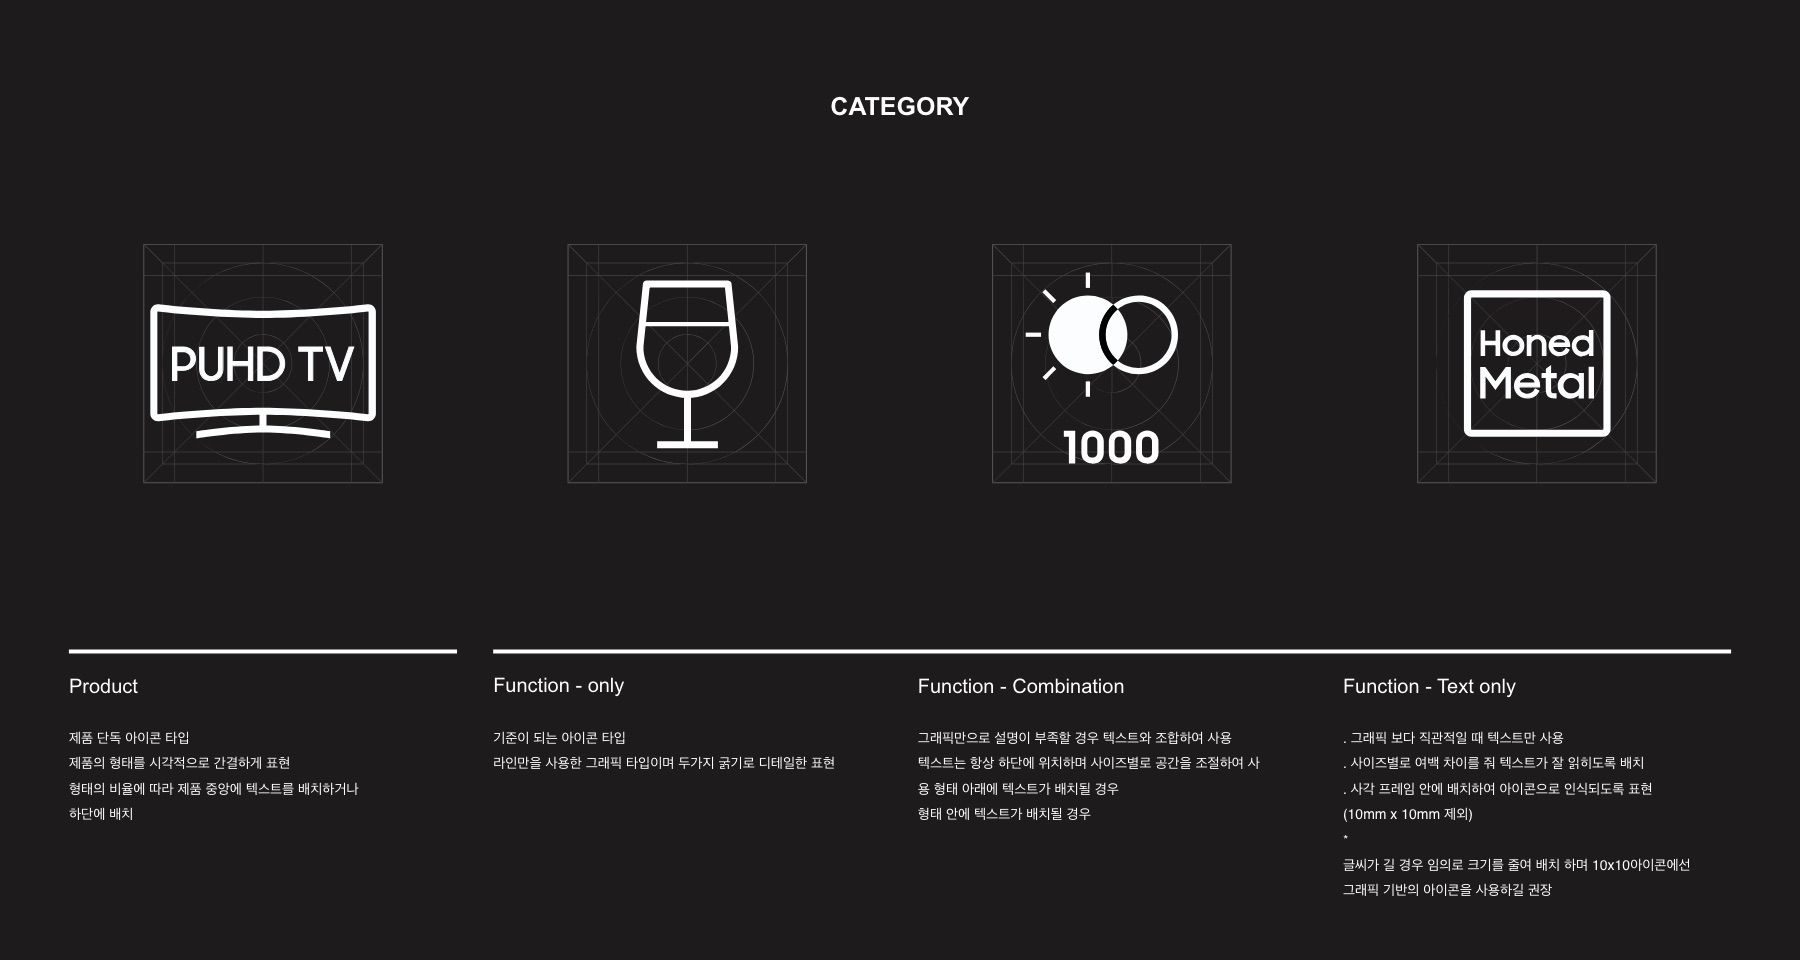 CATEGORY
PUHD TV
1000
Honed
Metal
Product
제품 단독 아이콘 타입
제품의 형태를 시각적으로 간결하게 표현
형태의 비율에 따라 제품 중앙에 텍스트를 배치하거나
하단에 배치
Function - only
기준이 되는 아이콘 타입
라인만을 사용한 그래픽 타입이며 두가지 굵기로 디테일한 표현
Function - Combination
그래픽만으로 설명이 부족할 경우 텍스트와 조합하여 사용
텍스트는 항상 하단에 위치하며 사이즈별로 공간을 조절하여 사
용 형태 아래에 텍스트가 배치될 경우
형태 안에 텍스트가 배치될 경우
Function - Text only
. 그래픽 보다 직관적일 때 텍스트만 사용
. 사이즈별로 여백 차이를 줘 텍스트가 잘 읽히도록 배치
. 사각 프레임 안에 배치하여 아이콘으로 인식되도록 표현
(10mm x 10mm 제외)
*
글씨가 길 경우 임의로 크기를 줄여 배치 하며 10x10아이콘에선
그래픽 기반의 아이콘을 사용하길 권장